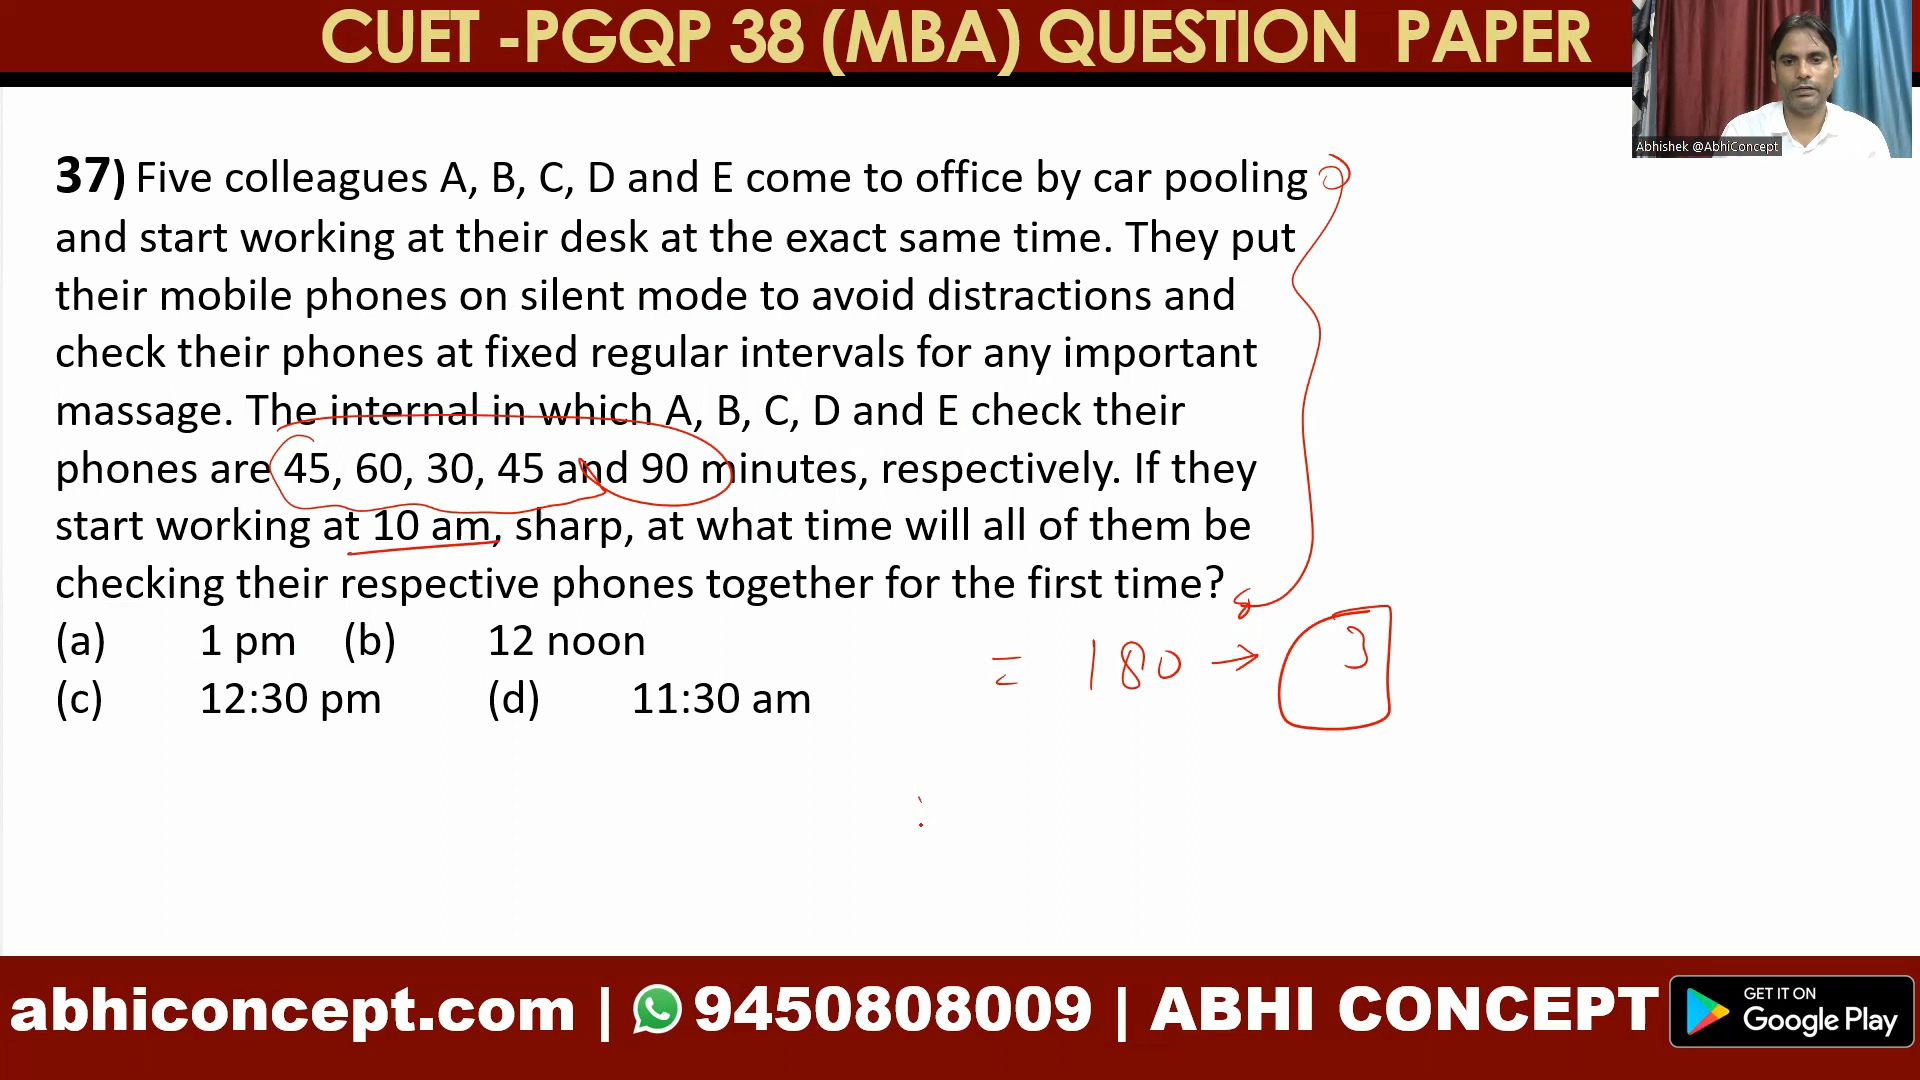 CUET -PGQP 38 (MBA) QUESTION PAPER
Abhishek @AbhiConcept
37) Five colleagues A, B, C, D and E come to office by car pooling
and start working at their desk at the exact same time. They put
their mobile phones on silent mode to avoid distractions and
check their phones at fixed regular intervals for any important
massage. The internal in which A, B, C, D and E check their
phones are 45, 60, 30, 45 and 90 minutes, respectively. If they
start working at 10 am, sharp, at what time will all of them be
checking their respective phones together for the first time?
(a) 1 pm (b) 12 noon
= 180 → 3
(c) 12:30 pm (d) 11:30 am
abhiconcept.com | 9450808009 | ABHI CONCEPT
GET IT ON
Google Play